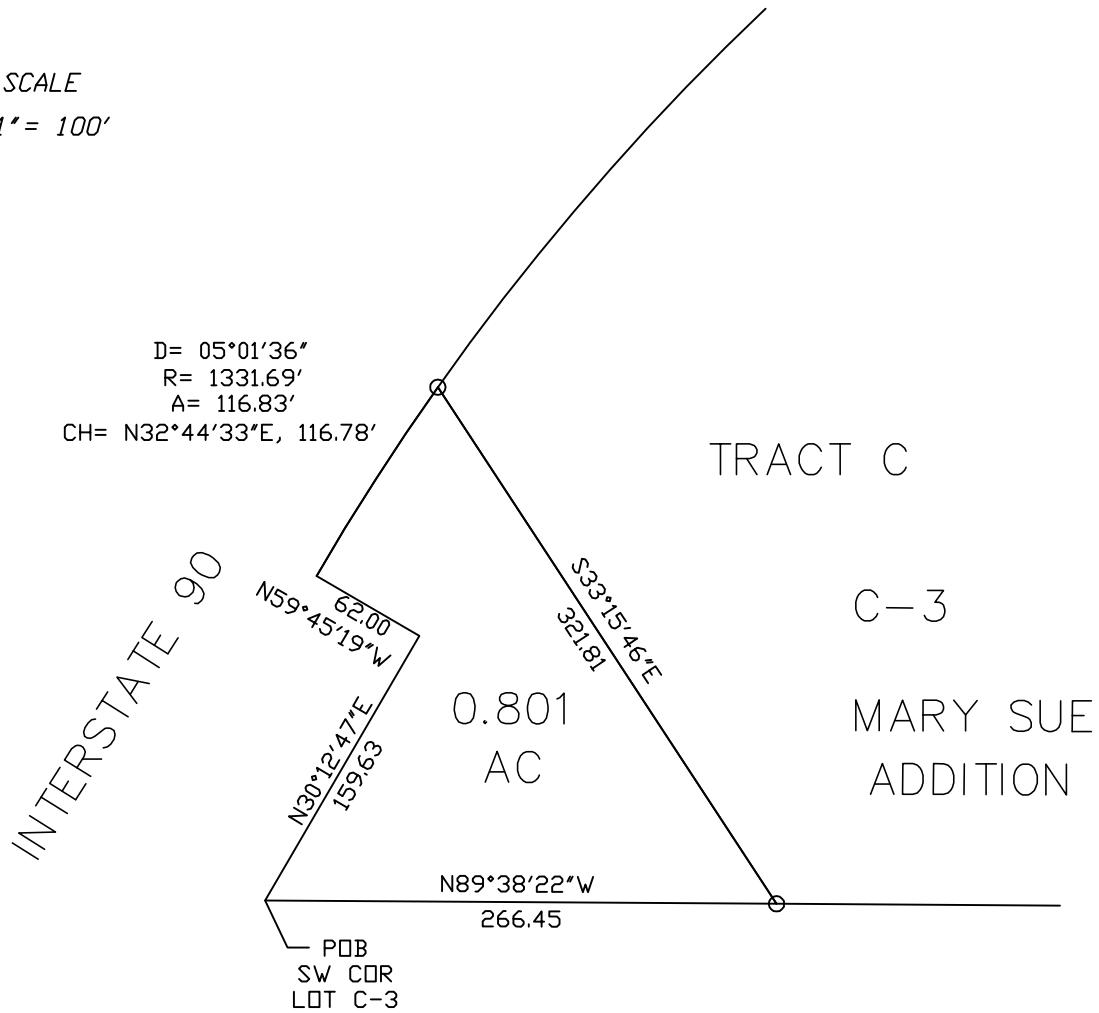 SCALE
1"= 100'
D= 05°01'36"
R= 1331.69'
A= 116.83'
CH= N32°44'33"E, 116.78'
TRACT C
INTERSTATE 90
62.00
N59°45'19"W
S33°15'46"E
321.81
C-3
0.801
AC
MARY SUE
ADDITION
N30°12'47"E
159.63
N89°38'22"W
266.45
POB
SW COR
LOT C-3